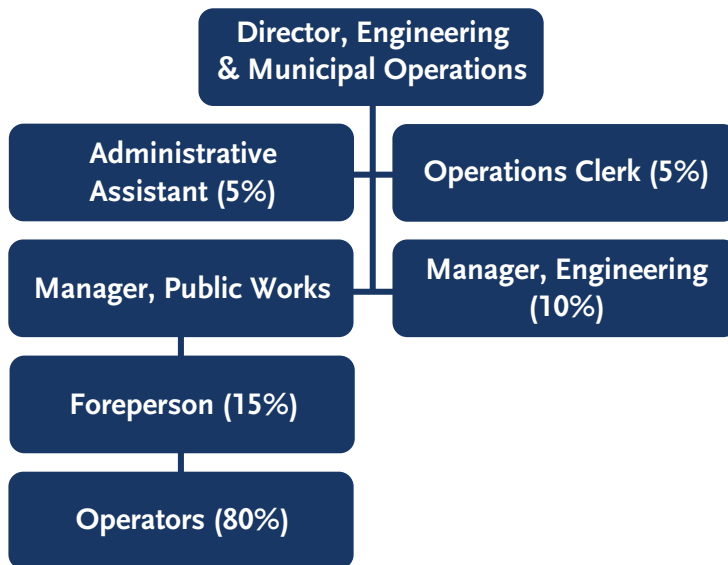 Director, Engineering
& Municipal Operations
Administrative
Assistant (5%)
Operations Clerk (5%)
Manager, Public Works
Manager, Engineering
(10%)
Foreperson (15%)
Operators (80%)